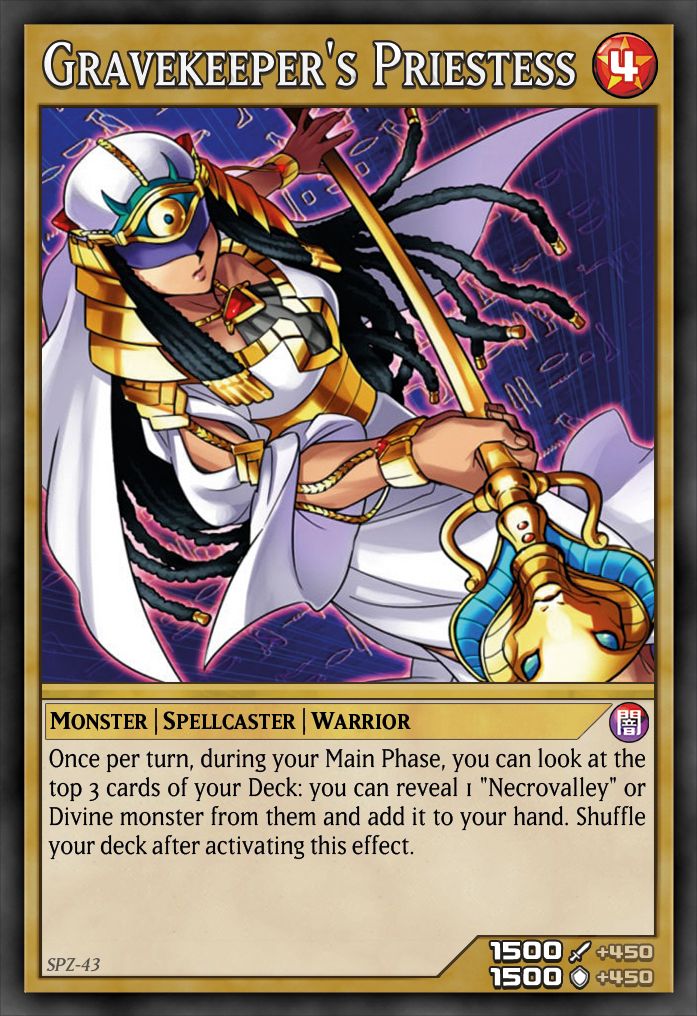 Gravekeeper's Priestess 4
Monster | Spellcaster | Warrior 闇
Once per turn, during your Main Phase, you can look at the
top 3 cards of your Deck: you can reveal 1 "Necrovalley" or
Divine monster from them and add it to your hand. Shuffle
your deck after activating this effect.
1500 +450
SPZ-43 1500 +450